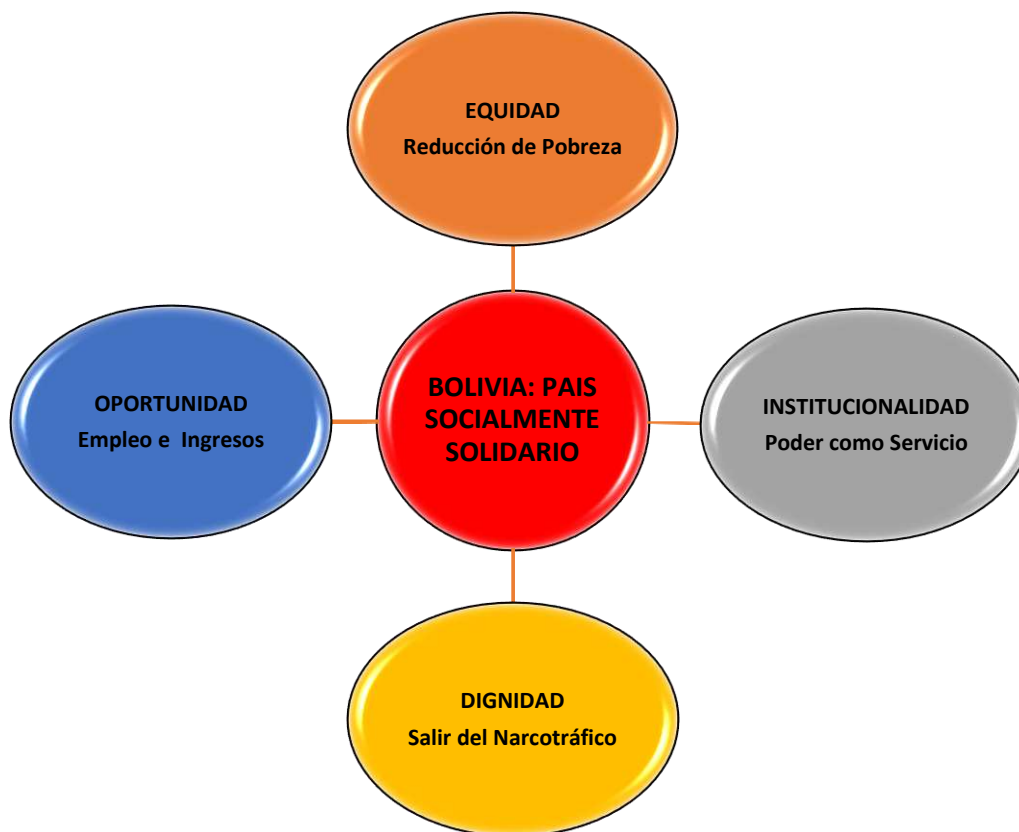 EQUIDAD
Reducción de Pobreza
OPORTUNIDAD
Empleo e Ingresos
BOLIVIA: PAIS
SOCIALMENTE
SOLIDARIO
INSTITUCIONALIDAD
Poder como Servicio
DIGNIDAD
Salir del Narcotráfico